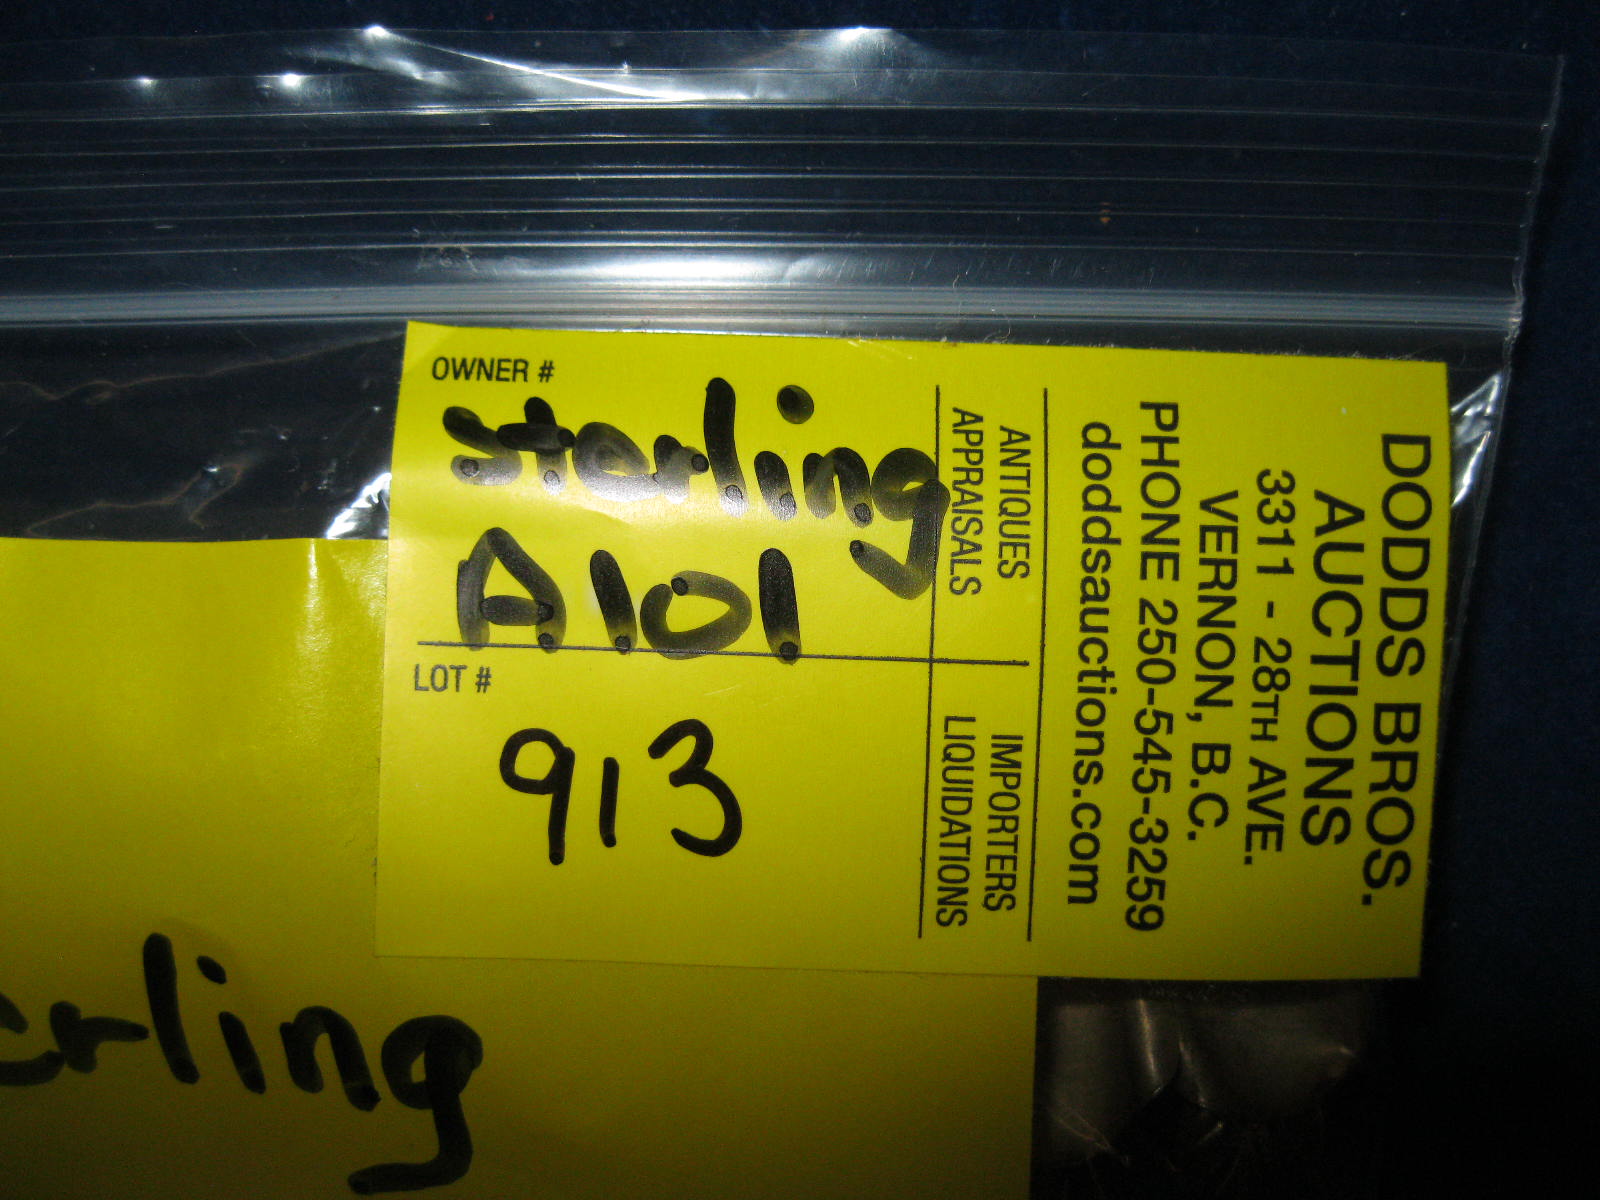 OWNER #
sterling
A101
LOT #
913
ANTIQUES
APPRAISALS
IMPORTERS
LIQUIDATIONS
DODDS BROS.
AUCTIONS
3311 - 28TH AVE.
VERNON, B.C.
PHONE 250-545-3259
doddsauctions.com
erling